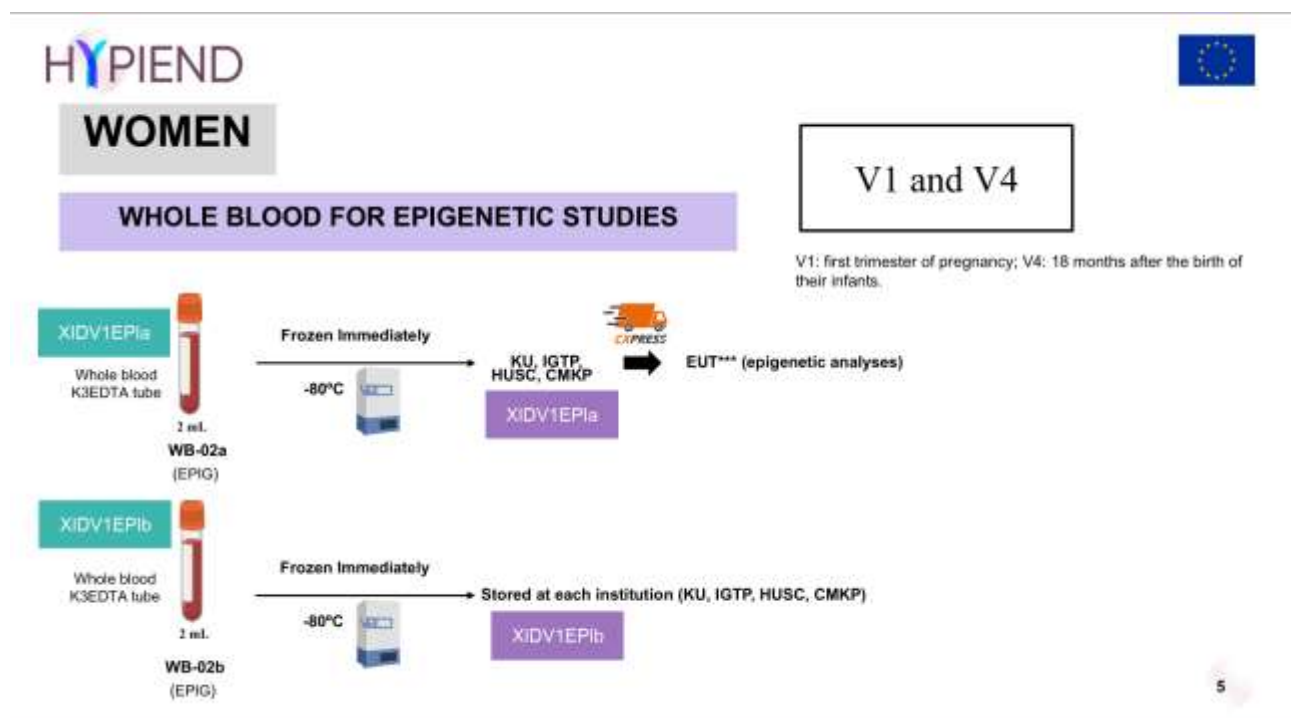 HYPIEND
WOMEN
V1 and V4
WHOLE BLOOD FOR EPIGENETIC STUDIES
V1: first trimester of pregnancy; V4: 18 months after the birth of
their infants.
XIDV1EPIa
Whole blood
K3EDTA tube
2 mL
WB-02a
(EPIG)
Frozen Immediately
-80ºC
KU, IGTP,
HUSC, CMKP
XIDV1EPIa
EXPRESS
EUT*** (epigenetic analyses)
XIDV1EPIb
Whole blood
K3EDTA tube
2 mL
WB-02b
(EPIG)
Frozen Immediately
-80ºC
Stored at each institution (KU, IGTP, HUSC, CMKP)
XIDV1EPIb
5